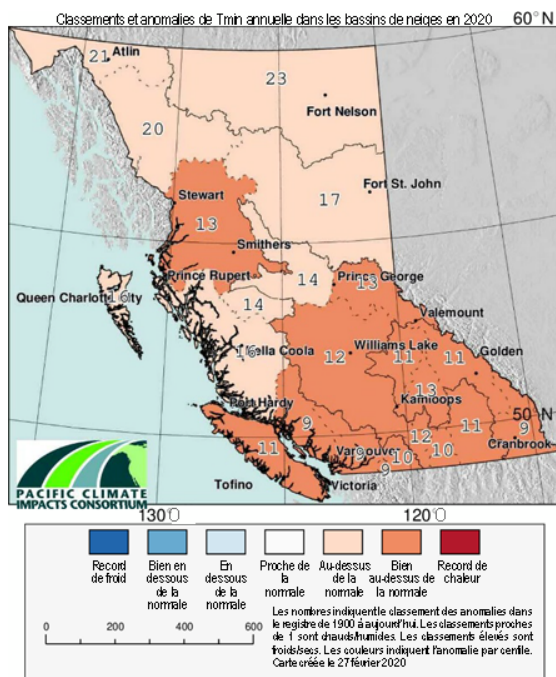 Classements et anomalies de Tmin annuelle dans les bassins de neiges en 2020
60°N
21
Atlin
23
Fort Nelson
20
Fort St. John
17
Stewart
13
Smithers
Prince Rupert
14
Prince George
13
Queen Charlotte City
16
14
Valemount
16
Bella Coola
Williams Lake
12
11
11
Golden
13
Kamloops
Port Hardy
50°N
9
11
12
9
Cranbrook
11
Vancouver
9
10
10
9
Tofino
Victoria
PACIFIC CLIMATE
IMPACTS CONSORTIUM
130°
120°
Record de froid
Bien en dessous de la normale
En dessous de la normale
Proche de la normale
Au-dessus de la normale
Bien au-dessus de la normale
Record de chaleur
0 200 400 600
Les nombres indiquent le classement des anomalies dans
le registre de 1900 à aujourd'hui. Les classements proches
de 1 sont chauds/humides. Les classements élevés sont
froids/secs. Les couleurs indiquent l'anomalie par centile.
Carte créée le 27 février 2020